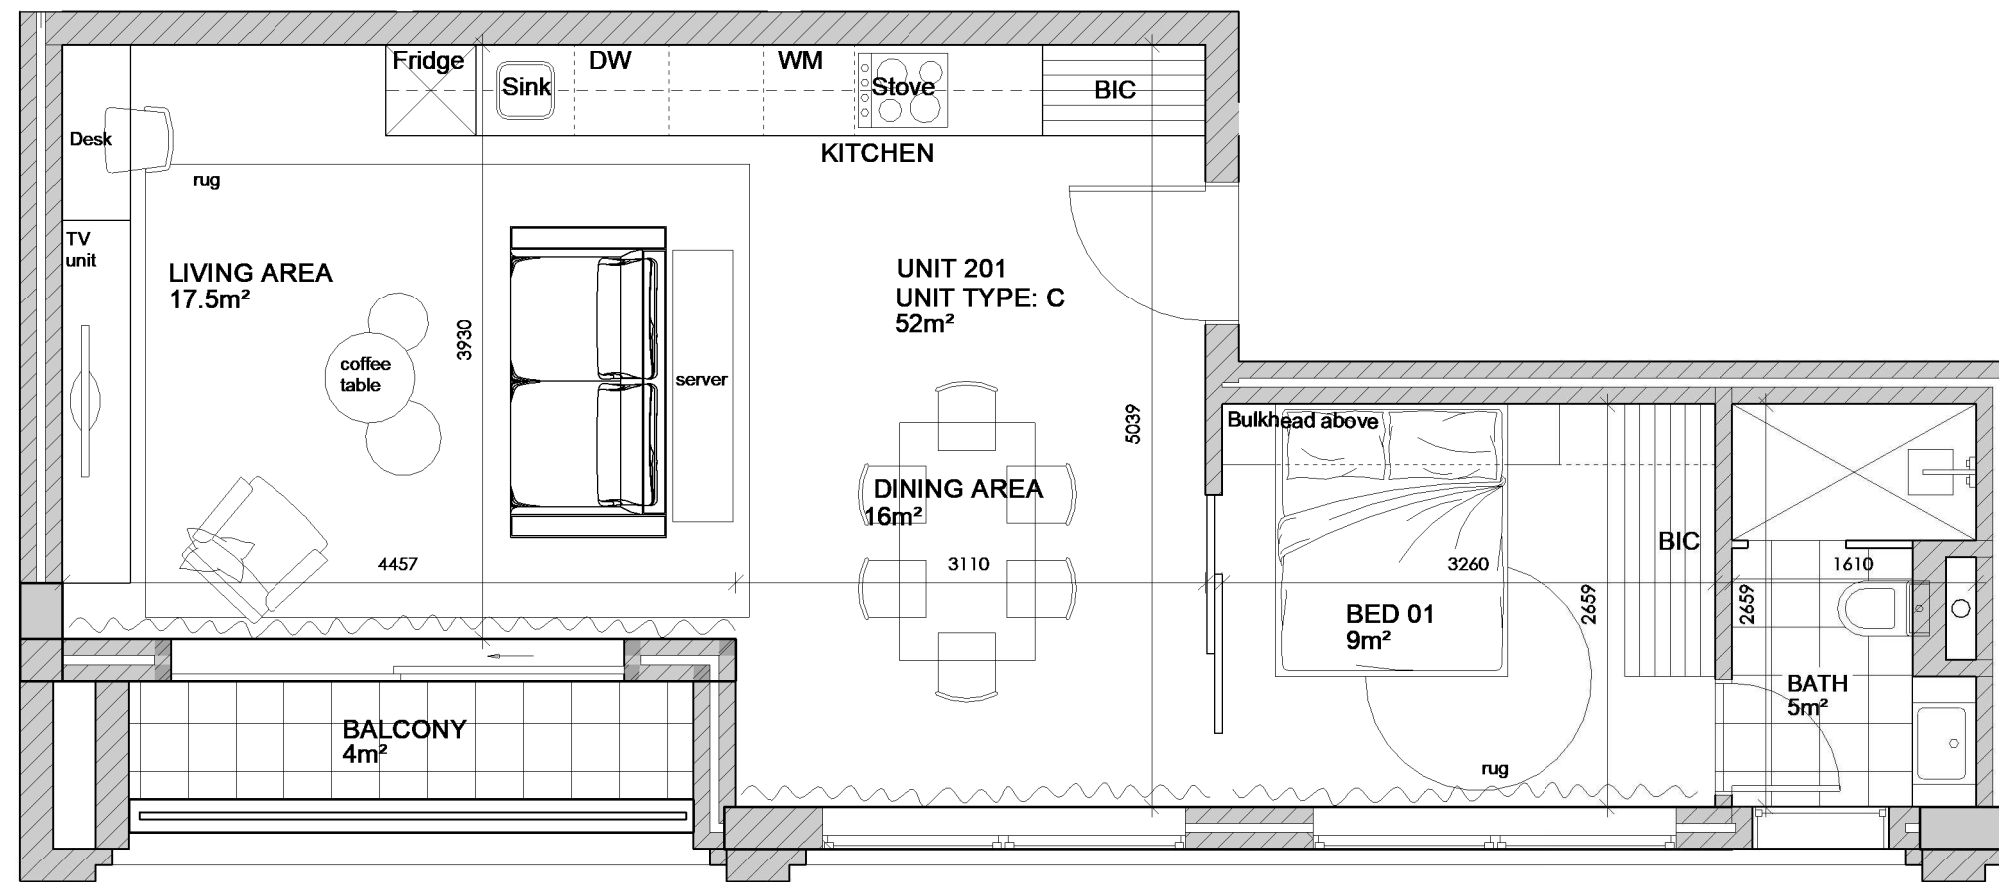 Fridge
Sink
DW
WM
Stove
BIC
Desk
KITCHEN
rug
TV
unit
LIVING AREA
17.5m²
UNIT 201
UNIT TYPE: C
52m²
3930
coffee
table
server
5039
Bulkhead above
DINING AREA
16m²
BIC
4457
3110
3260
1610
2659
2659
BED 01
9m²
BATH
5m²
BALCONY
4m²
rug